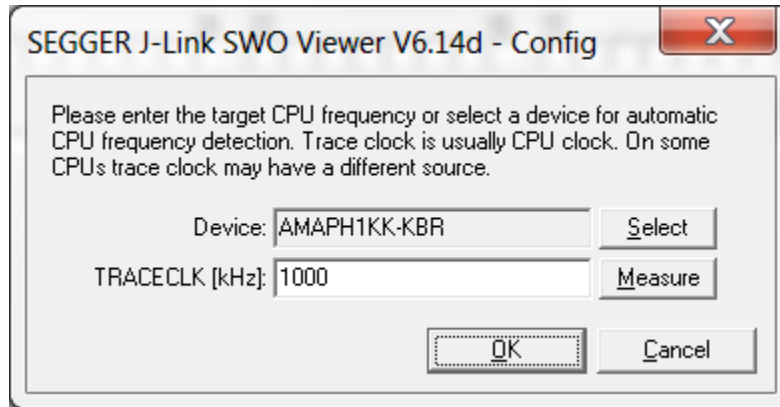 SEGGER J-Link SWO Viewer V6.14d - Config
Please enter the target CPU frequency or select a device for automatic
CPU frequency detection. Trace clock is usually CPU clock. On some
CPUs trace clock may have a different source.
Device: AMAPH1KK-KBR Select
TRACECLK [kHz]: 1000 Measure
OK Cancel